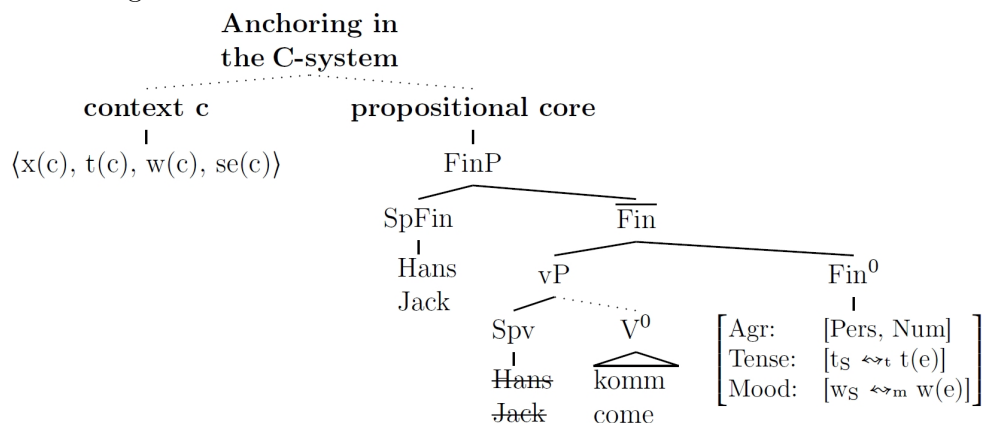 Anchoring in
the C-system
context c propositional core
⟨x(c), t(c), w(c), se(c)⟩ FinP
SpFin Fin
Hans vP Fin⁰
Jack
Spv V⁰ [Agr: [Pers, Num]
Hans komm Tense: [tS ↭t t(e)]
Jack come Mood: [wS ↭m w(e)]]